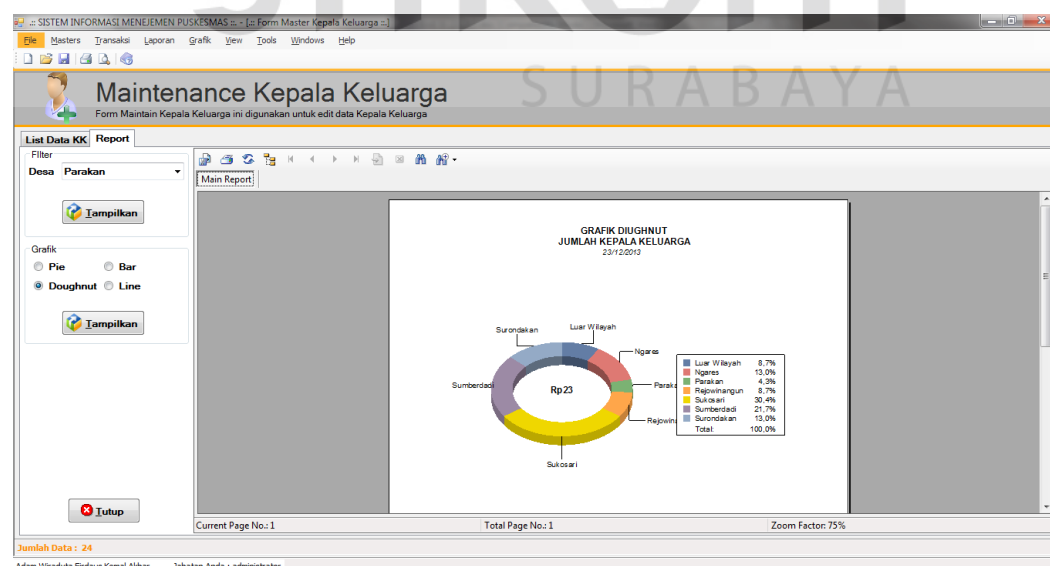 .:: SISTEM INFORMASI MENEJEMEN PUSKESMAS ::. - [.:: Form Master Kepala Keluarga ::.]
File Masters Transaksi Laporan Grafik View Tools Windows Help
SURABAYA
Maintenance Kepala Keluarga
Form Maintain Kepala Keluarga ini digunakan untuk edit data Kepala Keluarga
List Data KK Report
Filter
Desa Parakan
Tampilkan
Grafik
Pie Bar
Doughnut Line
Tampilkan
Tutup
Main Report
GRAFIK DIUGHNUT
JUMLAH KEPALA KELUARGA
23/12/2013
Surondakan Luar Wilayah
Ngares
Sumberdadi Rp23 Paraka
Rejowina
Sukosari
Luar Wilayah 8,7%
Ngares 13,0%
Parakan 4,3%
Rejowinangun 8,7%
Sukosari 30,4%
Sumberdadi 21,7%
Surondakan 13,0%
Total: 100,0%
Current Page No.: 1 Total Page No.: 1 Zoom Factor: 75%
Jumlah Data : 24
Jabatan Anda : administrator